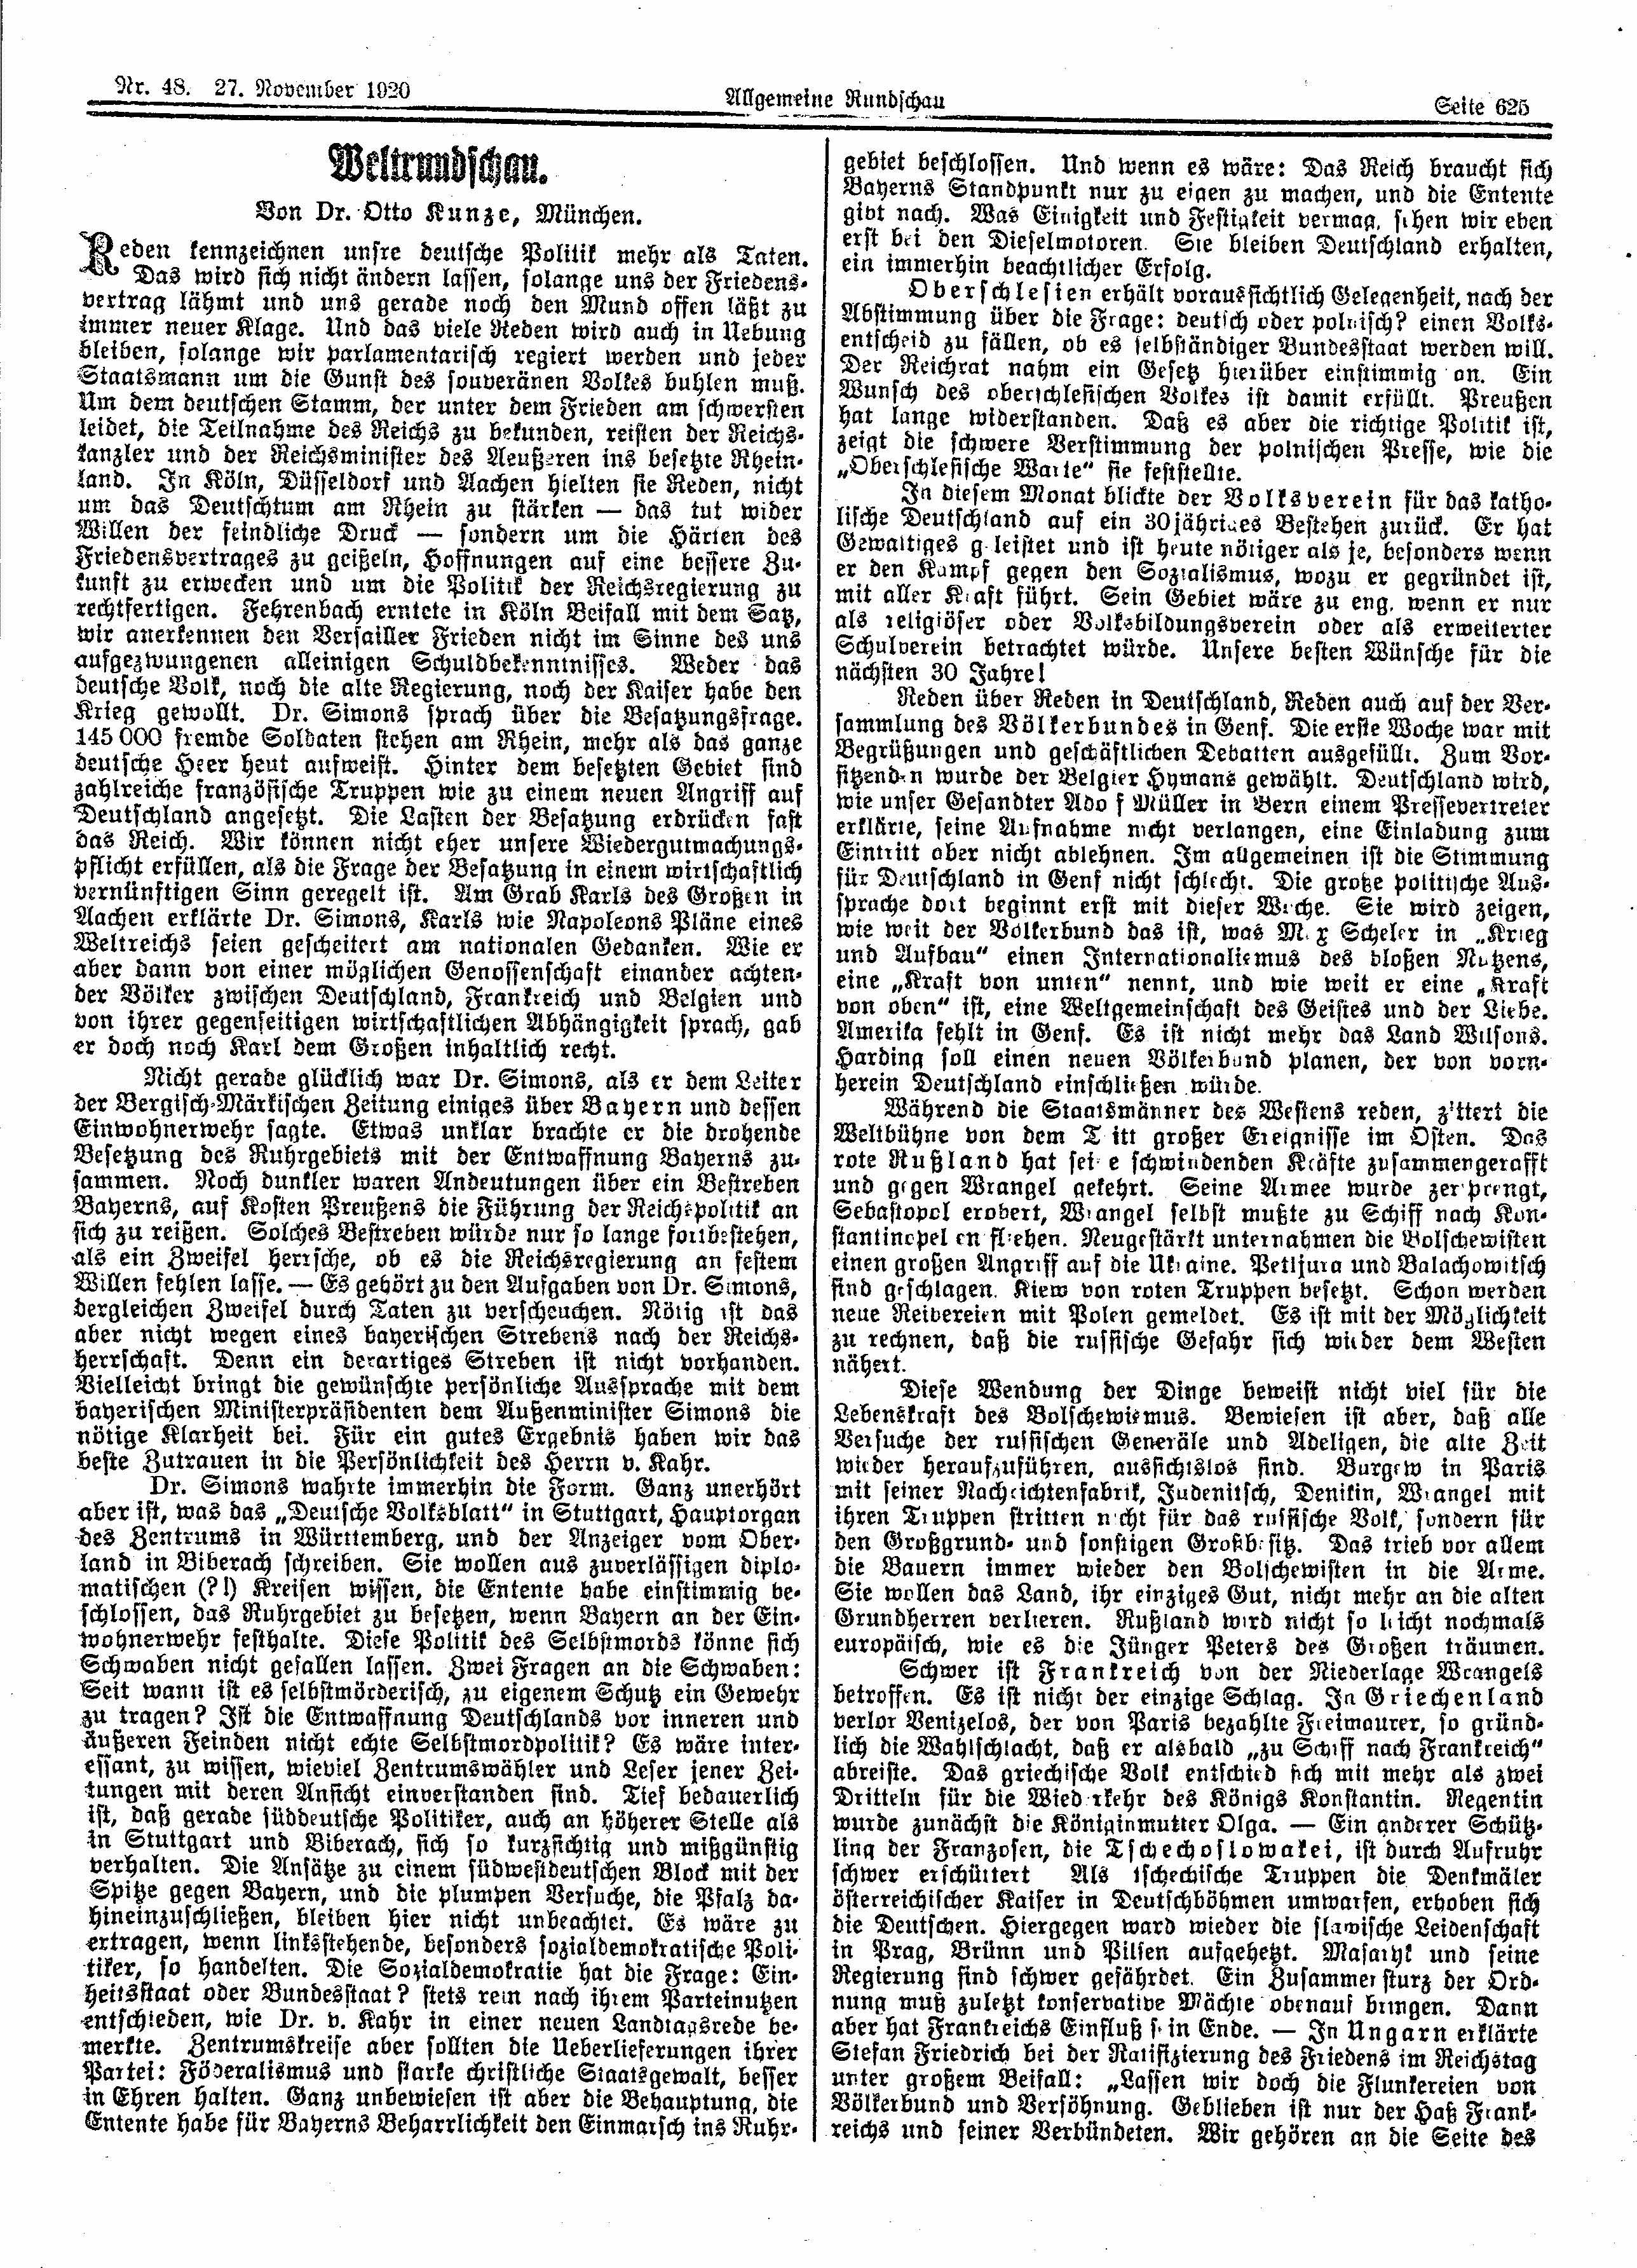 Nr. 48. 27. November 1920
Allgemeine Rundschau
Seite 625
Weltrundschau.
Von Dr. Otto Kunze, München.
Reden kennzeichnen unsre deutsche Politik mehr als Taten.
Das wird sich nicht ändern lassen, solange uns der Friedens-
vertrag lähmt und uns gerade noch den Mund offen läßt zu
immer neuer Klage. Und das viele Reden wird auch in Uebung
bleiben, solange wir parlamentarisch regiert werden und jeder
Staatsmann um die Gunst des souveränen Volkes buhlen muß.
Um dem deutschen Stamm, der unter dem Frieden am schwersten
leidet, die Teilnahme des Reichs zu bekunden, reisten der Reichs-
kanzler und der Reichsminister des Aeußeren ins besetzte Rhein-
land. In Köln, Düsseldorf und Aachen hielten sie Reden, nicht
um das Deutschtum am Rhein zu stärken — das tut wider
Willen der feindliche Druck — sondern um die Härten des
Friedensvertrages zu geißeln, Hoffnungen auf eine bessere Zu-
kunft zu erwecken und um die Politik der Reichsregierung zu
rechtfertigen. Fehrenbach erntete in Köln Beifall mit dem Satz,
wir anerkennen den Versailler Frieden nicht im Sinne des uns
aufgezwungenen alleinigen Schuldbekenntnisses. Weder das
deutsche Volk, noch die alte Regierung, noch der Kaiser habe den
Krieg gewollt. Dr. Simons sprach über die Besatzungsfrage.
145 000 fremde Soldaten stehen am Rhein, mehr als das ganze
deutsche Heer heut aufweist. Hinter dem besetzten Gebiet sind
zahlreiche französische Truppen wie zu einem neuen Angriff auf
Deutschland angesetzt. Die Lasten der Besatzung erdrücken fast
das Reich. Wir können nicht eher unsere Wiedergutmachungs-
pflicht erfüllen, als die Frage der Besatzung in einem wirtschaftlich
vernünftigen Sinn geregelt ist. Am Grab Karls des Großen in
Aachen erklärte Dr. Simons, Karls wie Napoleons Pläne eines
Weltreichs seien gescheitert am nationalen Gedanken. Wie er
aber dann von einer möglichen Genossenschaft einander achten-
der Völker zwischen Deutschland, Frankreich und Belgien und
von ihrer gegenseitigen wirtschaftlichen Abhängigkeit sprach, gab
er doch noch Karl dem Großen inhaltlich recht.
Nicht gerade glücklich war Dr. Simons, als er dem Leiter
der Bergisch-Märkischen Zeitung einiges über Bayern und dessen
Einwohnerwehr sagte. Etwas unklar brachte er die drohende
Besetzung des Ruhrgebiets mit der Entwaffnung Bayerns zu-
sammen. Noch dunkler waren Andeutungen über ein Bestreben
Bayerns, auf Kosten Preußens die Führung der Reichspolitik an
sich zu reißen. Solches Bestreben würde nur so lange fortbestehen,
als ein Zweifel herrsche, ob es die Reichsregierung an festem
Willen fehlen lasse. — Es gehört zu den Aufgaben von Dr. Simons,
dergleichen Zweifel durch Taten zu verscheuchen. Nötig ist das
aber nicht wegen eines bayerischen Strebens nach der Reichs-
herrschaft. Denn ein derartiges Streben ist nicht vorhanden.
Vielleicht bringt die gewünschte persönliche Aussprache mit dem
bayerischen Ministerpräsidenten dem Außenminister Simons die
nötige Klarheit bei. Für ein gutes Ergebnis haben wir das
beste Zutrauen in die Persönlichkeit des Herrn v. Kahr.
Dr. Simons wahrte immerhin die Form. Ganz unerhört
aber ist, was das „Deutsche Volksblatt“ in Stuttgart, Hauptorgan
des Zentrums in Württemberg, und der Anzeiger vom Ober-
land in Biberach schreiben. Sie wollen aus zuverlässigen diplo-
matischen (?!) Kreisen wissen, die Entente habe einstimmig be-
schlossen, das Ruhrgebiet zu besetzen, wenn Bayern an der Ein-
wohnerwehr festhalte. Diese Politik des Selbstmords könne sich
Schwaben nicht gefallen lassen. Zwei Fragen an die Schwaben:
Seit wann ist es selbstmörderisch, zu eigenem Schutz ein Gewehr
zu tragen? Ist die Entwaffnung Deutschlands vor inneren und
äußeren Feinden nicht echte Selbstmordpolitik? Es wäre inter-
essant, zu wissen, wieviel Zentrumswähler und Leser jener Zei-
tungen mit deren Ansicht einverstanden sind. Tief bedauerlich
ist, daß gerade süddeutsche Politiker, auch an höherer Stelle als
in Stuttgart und Biberach, sich so kurzsichtig und mißgünstig
verhalten. Die Ansätze zu einem südwestdeutschen Block mit der
Spitze gegen Bayern, und die plumpen Versuche, die Pfalz da-
hineinzuschließen, bleiben hier nicht unbeachtet. Es wäre zu
ertragen, wenn linksstehende, besonders sozialdemokratische Poli-
tiker, so handelten. Die Sozialdemokratie hat die Frage: Ein-
heitsstaat oder Bundesstaat? stets rein nach ihrem Parteinutzen
entschieden, wie Dr. v. Kahr in einer neuen Landtagsrede be-
merkte. Zentrumskreise aber sollten die Ueberlieferungen ihrer
Partei: Föderalismus und starke christliche Staatsgewalt, besser
in Ehren halten. Ganz unbewiesen ist aber die Behauptung, die
Entente habe für Bayerns Beharrlichkeit den Einmarsch ins Ruhr-
gebiet beschlossen. Und wenn es wäre: Das Reich braucht sich
Bayerns Standpunkt nur zu eigen zu machen, und die Entente
gibt nach. Was Einigkeit und Festigkeit vermag, sehen wir eben
erst bei den Dieselmotoren. Sie bleiben Deutschland erhalten,
ein immerhin beachtlicher Erfolg.
Oberschlesien erhält voraussichtlich Gelegenheit, nach der
Abstimmung über die Frage: deutsch oder polnisch? einen Volks-
entscheid zu fällen, ob es selbständiger Bundesstaat werden will.
Der Reichrat nahm ein Gesetz hierüber einstimmig an. Ein
Wunsch des oberschlesischen Volkes ist damit erfüllt. Preußen
hat lange widerstanden. Daß es aber die richtige Politik ist,
zeigt die schwere Verstimmung der polnischen Presse, wie die
„Oberschlesische Warte“ sie feststellte.
In diesem Monat blickte der Volksverein für das katho-
lische Deutschland auf ein 30jähriges Bestehen zurück. Er hat
Gewaltiges geleistet und ist heute nötiger als je, besonders wenn
er den Kampf gegen den Sozialismus, wozu er gegründet ist,
mit aller Kraft führt. Sein Gebiet wäre zu eng, wenn er nur
als religiöser oder Volksbildungsverein oder als erweiterter
Schulverein betrachtet würde. Unsere besten Wünsche für die
nächsten 30 Jahre!
Reden über Reden in Deutschland, Reden auch auf der Ver-
sammlung des Völkerbundes in Genf. Die erste Woche war mit
Begrüßungen und geschäftlichen Debatten ausgefüllt. Zum Vor-
sitzenden wurde der Belgier Hymans gewählt. Deutschland wird,
wie unser Gesandter Adolf Müller in Bern einem Pressevertreter
erklärte, seine Aufnahme nicht verlangen, eine Einladung zum
Eintritt aber nicht ablehnen. Im allgemeinen ist die Stimmung
für Deutschland in Genf nicht schlecht. Die große politische Aus-
sprache dort beginnt erst mit dieser Woche. Sie wird zeigen,
wie weit der Völkerbund das ist, was Max Scheler in „Krieg
und Aufbau“ einen Internationalismus des bloßen Nutzens,
eine „Kraft von unten“ nennt, und wie weit er eine „Kraft
von oben“ ist, eine Weltgemeinschaft des Geistes und der Liebe.
Amerika fehlt in Genf. Es ist nicht mehr das Land Wilsons.
Harding soll einen neuen Völkerbund planen, der von vorn-
herein Deutschland einschließen würde.
Während die Staatsmänner des Westens reden, zittert die
Weltbühne von dem Tritt großer Ereignisse im Osten. Das
rote Rußland hat seine schwindenden Kräfte zusammengerafft
und gegen Wrangel gekehrt. Seine Armee wurde zersprengt,
Sebastopol erobert, Wrangel selbst mußte zu Schiff nach Kon-
stantinopel entfliehen. Neugestärkt unternahmen die Bolschewisten
einen großen Angriff auf die Ukraine. Petljura und Balachowitsch
sind geschlagen. Kiew von roten Truppen besetzt. Schon werden
neue Reibereien mit Polen gemeldet. Es ist mit der Möglichkeit
zu rechnen, daß die russische Gefahr sich wieder dem Westen
nähert.
Diese Wendung der Dinge beweist nicht viel für die
Lebenskraft des Bolschewismus. Bewiesen ist aber, daß alle
Versuche der russischen Generäle und Adeligen, die alte Zeit
wieder heraufzuführen, aussichtslos sind. Burzew in Paris
mit seiner Nachrichtenfabrik, Judenitsch, Denikin, Wrangel mit
ihren Truppen stritten nicht für das russische Volk, sondern für
den Großgrund- und sonstigen Großbesitz. Das trieb vor allem
die Bauern immer wieder den Bolschewisten in die Arme.
Sie wollen das Land, ihr einziges Gut, nicht mehr an die alten
Grundherren verlieren. Rußland wird nicht so leicht nochmals
europäisch, wie es die Jünger Peters des Großen träumen.
Schwer ist Frankreich von der Niederlage Wrangels
betroffen. Es ist nicht der einzige Schlag. In Griechenland
verlor Venizelos, der von Paris bezahlte Freimaurer, so gründ-
lich die Wahlschlacht, daß er alsbald „zu Schiff nach Frankreich“
abreiste. Das griechische Volk entschied sich mit mehr als zwei
Dritteln für die Wiederkehr des Königs Konstantin. Regentin
wurde zunächst die Königinmutter Olga. — Ein anderer Schütz-
ling der Franzosen, die Tschechoslowakei, ist durch Aufruhr
schwer erschüttert Als tschechische Truppen die Denkmäler
österreichischer Kaiser in Deutschböhmen umwarfen, erhoben sich
die Deutschen. Hiergegen ward wieder die slawische Leidenschaft
in Prag, Brünn und Pilsen aufgehetzt. Masaryk und seine
Regierung sind schwer gefährdet. Ein Zusammensturz der Ord-
nung muß zuletzt konservative Mächte obenauf bringen. Dann
aber hat Frankreichs Einfluß sein Ende. — In Ungarn erklärte
Stefan Friedrich bei der Ratifizierung des Friedens im Reichstag
unter großem Beifall: „Lassen wir doch die Flunkereien von
Völkerbund und Versöhnung. Geblieben ist nur der Haß Frank-
reichs und seiner Verbündeten. Wir gehören an die Seite des